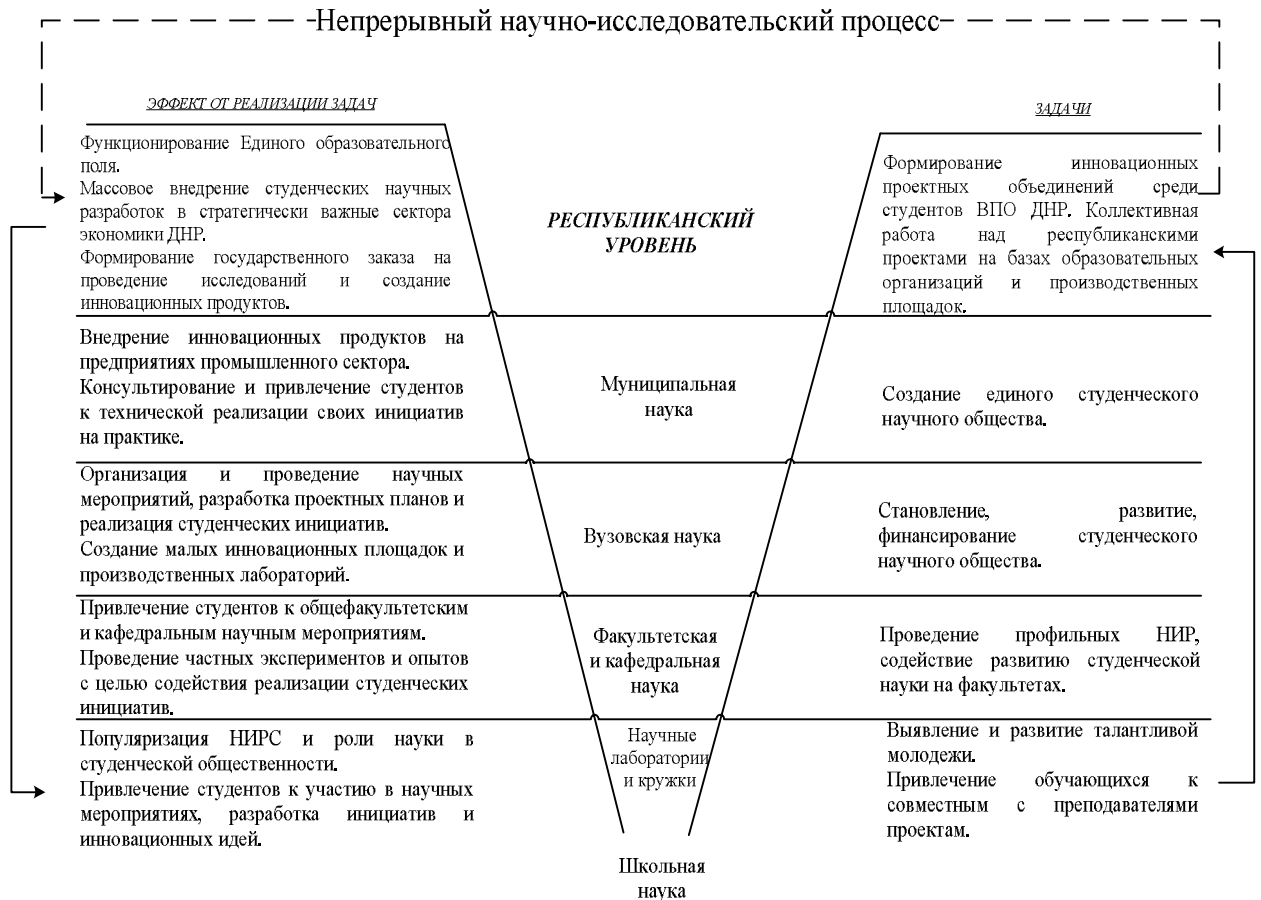 Непрерывный научно-исследовательский процесс
ЭФФЕКТ ОТ РЕАЛИЗАЦИИ ЗАДАЧ
ЗАДАЧИ
Функционирование Единого образовательного
поля.
Массовое внедрение студенческих научных
разработок в стратегически важные сектора
экономики ДНР.
Формирование государственного заказа на
проведение исследований и создание
инновационных продуктов.
РЕСПУБЛИКАНСКИЙ
УРОВЕНЬ
Формирование инновационных
проектных объединений среди
студентов ВПО ДНР. Коллективная
работа над республиканскими
проектами на базах образовательных
организаций и производственных
площадок.
Внедрение инновационных продуктов на
предприятиях промышленного сектора.
Консультирование и привлечение студентов
к технической реализации своих инициатив
на практике.
Муниципальная
наука
Создание единого студенческого
научного общества.
Организация и проведение научных
мероприятий, разработка проектных планов и
реализация студенческих инициатив.
Создание малых инновационных площадок и
производственных лабораторий.
Вузовская наука
Становление, развитие,
финансирование студенческого
научного общества.
Привлечение студентов к общефакультетским
и кафедральным научным мероприятиям.
Проведение частных экспериментов и опытов
с целью содействия реализации студенческих
инициатив.
Факультетская
и кафедральная
наука
Проведение профильных НИР,
содействие развитию студенческой
науки на факультетах.
Популяризация НИРС и роли науки в
студенческой общественности.
Привлечение студентов к участию в научных
мероприятиях, разработка инициатив и
инновационных идей.
Научные
лаборатории
и кружки
Выявление и развитие талантливой
молодежи.
Привлечение обучающихся к
совместным с преподавателями
проектам.
Школьная
наука